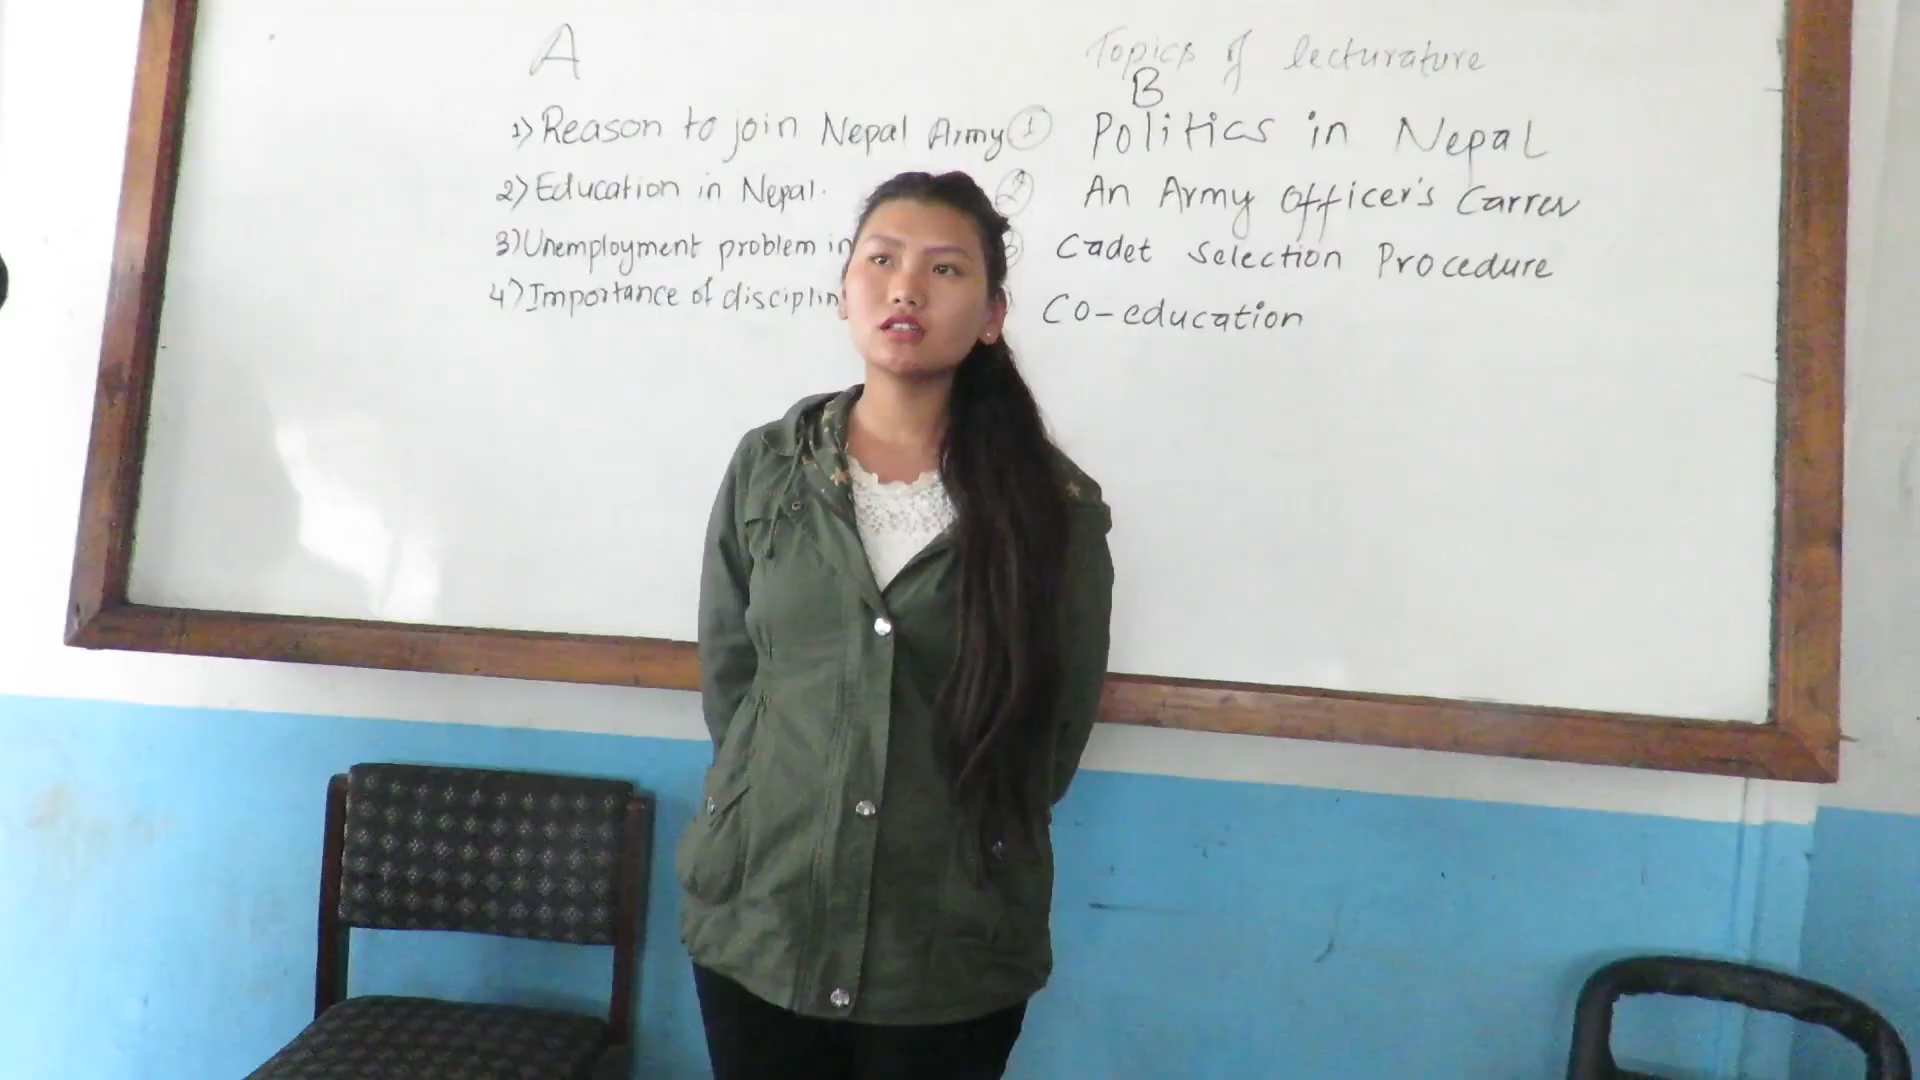 A
1) Reason to join Nepal Army
2) Education in Nepal.
3) Unemployment problem in
4) Importance of disciplin
Topics of lecturature
B
1 Politics in Nepal
2 An Army Officer's Carrer
3 Cadet Selection Procedure
Co-education